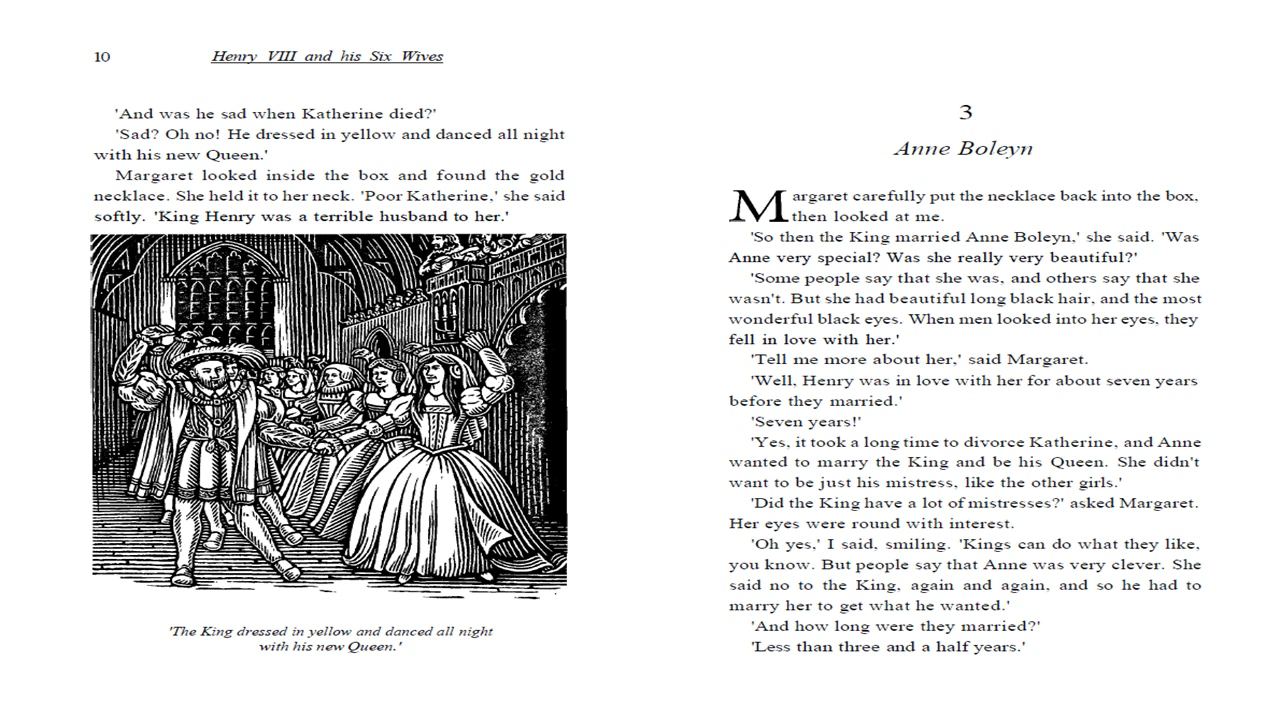 10
Henry VIII and his Six Wives
'And was he sad when Katherine died?'
'Sad? Oh no! He dressed in yellow and danced all night
with his new Queen.'
Margaret looked inside the box and found the gold
necklace. She held it to her neck. 'Poor Katherine,' she said
softly. 'King Henry was a terrible husband to her.'
'The King dressed in yellow and danced all night
with his new Queen.'
3
Anne Boleyn
Margaret carefully put the necklace back into the box,
then looked at me.
'So then the King married Anne Boleyn,' she said. 'Was
Anne very special? Was she really very beautiful?'
'Some people say that she was, and others say that she
wasn't. But she had beautiful long black hair, and the most
wonderful black eyes. When men looked into her eyes, they
fell in love with her.'
'Tell me more about her,' said Margaret.
'Well, Henry was in love with her for about seven years
before they married.'
'Seven years!'
'Yes, it took a long time to divorce Katherine, and Anne
wanted to marry the King and be his Queen. She didn't
want to be just his mistress, like the other girls.'
'Did the King have a lot of mistresses?' asked Margaret.
Her eyes were round with interest.
'Oh yes,' I said, smiling. 'Kings can do what they like,
you know. But people say that Anne was very clever. She
said no to the King, again and again, and so he had to
marry her to get what he wanted.'
'And how long were they married?'
'Less than three and a half years.'